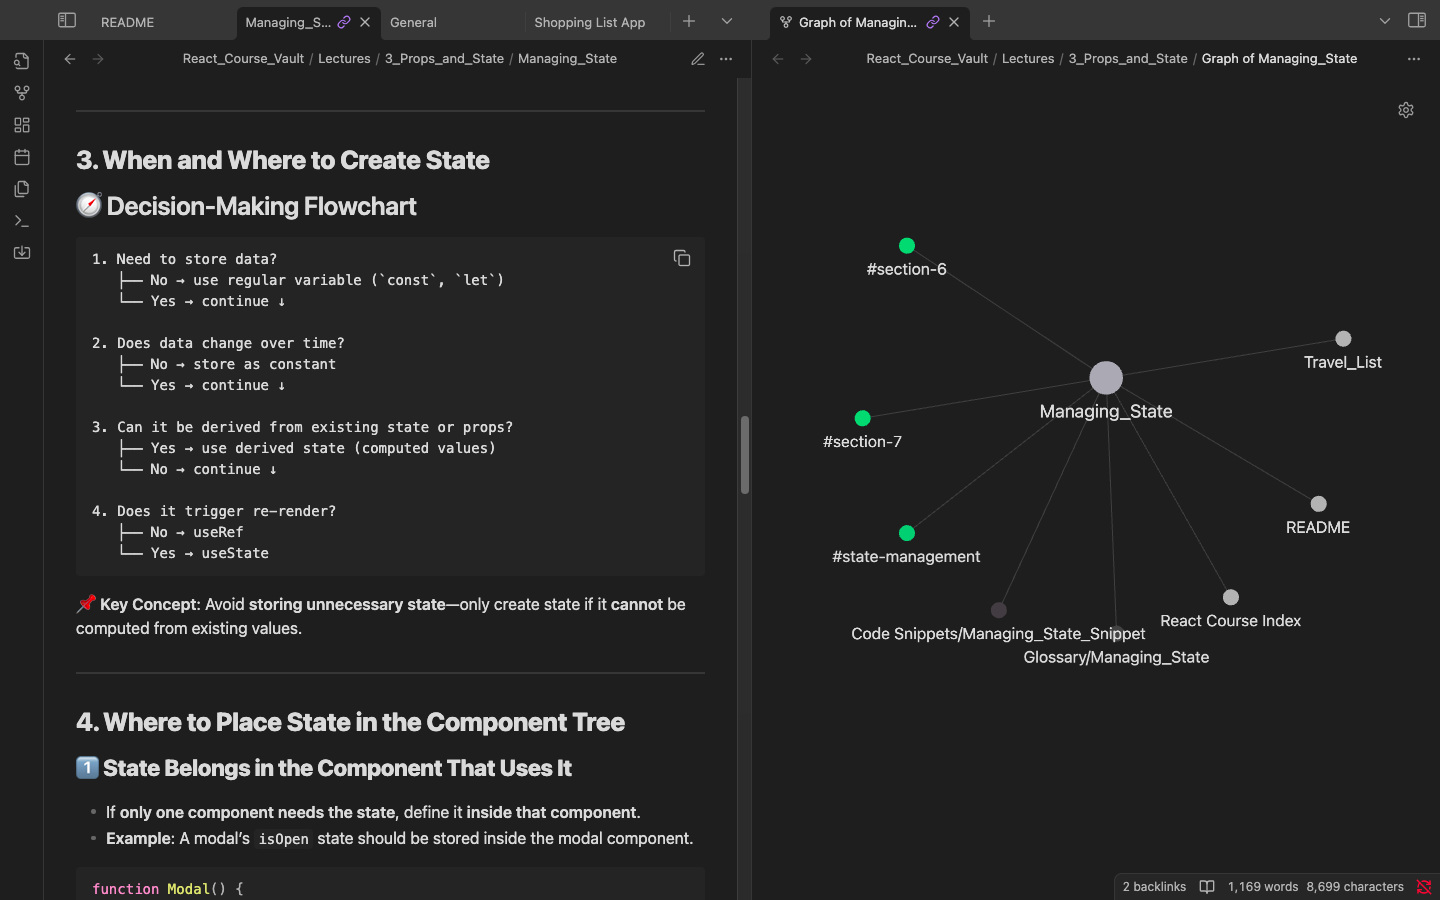 README
Managing_S...
General
Shopping List App
Graph of Managin...
React_Course_Vault / Lectures / 3_Props_and_State / Managing_State
React_Course_Vault / Lectures / 3_Props_and_State / Graph of Managing_State
3. When and Where to Create State
🧭 Decision-Making Flowchart
1. Need to store data?
├── No → use regular variable (`const`, `let`)
└── Yes → continue ↓
2. Does data change over time?
├── No → store as constant
└── Yes → continue ↓
3. Can it be derived from existing state or props?
├── Yes → use derived state (computed values)
└── No → continue ↓
4. Does it trigger re-render?
├── No → useRef
└── Yes → useState
📌 Key Concept: Avoid storing unnecessary state—only create state if it cannot be
computed from existing values.
4. Where to Place State in the Component Tree
1️⃣ State Belongs in the Component That Uses It
• If only one component needs the state, define it inside that component.
• Example: A modal’s isOpen state should be stored inside the modal component.
function Modal() {
#section-6
Travel_List
Managing_State
#section-7
README
#state-management
React Course Index
Code Snippets/Managing_State_Snippet
Glossary/Managing_State
2 backlinks
1,169 words
8,699 characters